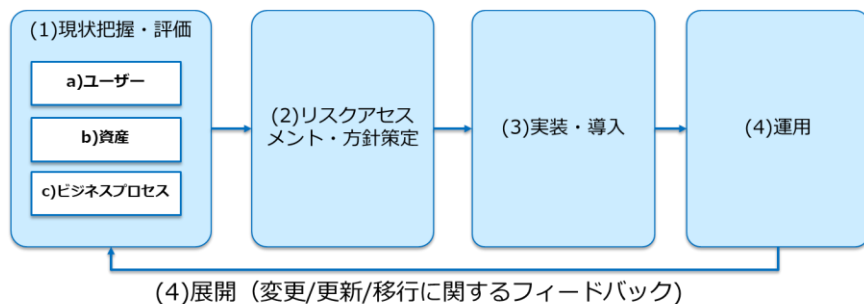 (1)現状把握・評価
a)ユーザー
b)資産
c)ビジネスプロセス
(2)リスクアセス
メント・方針策定
(3)実装・導入
(4)運用
(4)展開（変更/更新/移行に関するフィードバック)